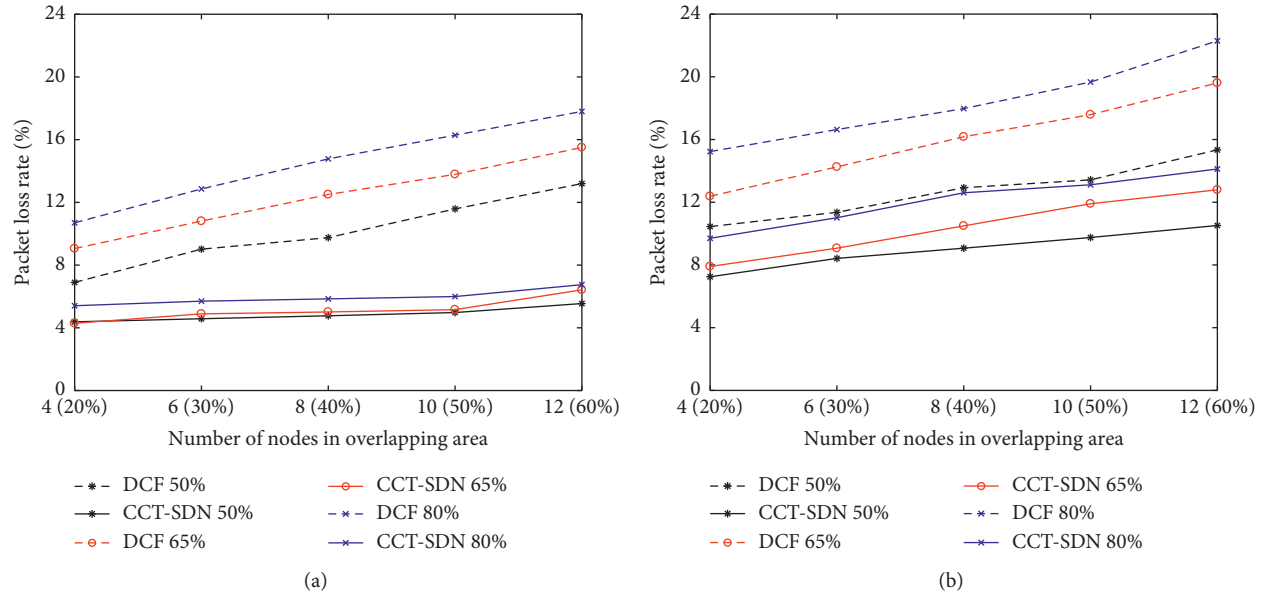 24
20
16
12
8
4
0
Packet loss rate (%)
4 (20%) 6 (30%) 8 (40%) 10 (50%) 12 (60%)
Number of nodes in overlapping area
DCF 50%
CCT-SDN 50%
DCF 65%
CCT-SDN 65%
DCF 80%
CCT-SDN 80%
(a)
24
20
16
12
8
4
0
Packet loss rate (%)
4 (20%) 6 (30%) 8 (40%) 10 (50%) 12 (60%)
Number of nodes in overlapping area
DCF 50%
CCT-SDN 50%
DCF 65%
CCT-SDN 65%
DCF 80%
CCT-SDN 80%
(b)